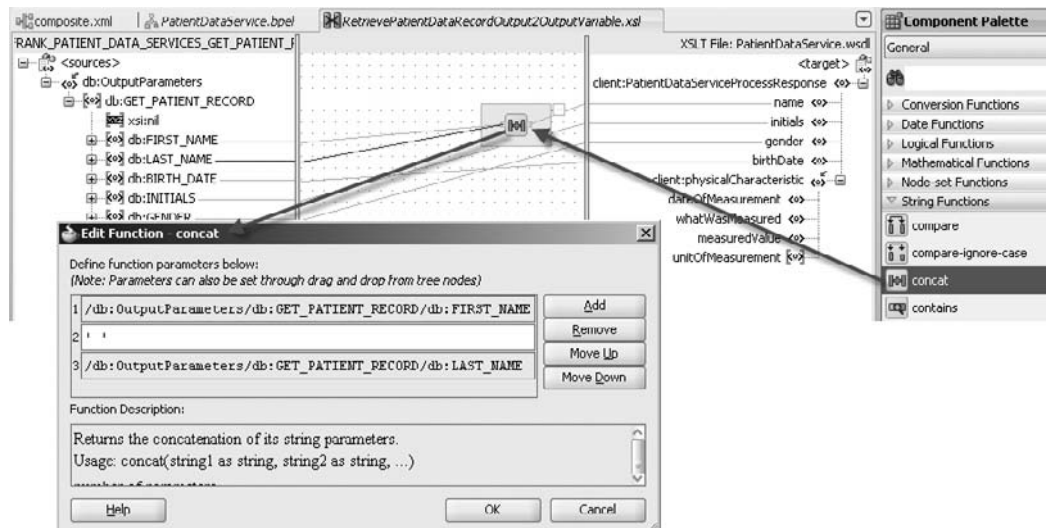 composite.xml
PatientDataService.bpel
RetrievePatientDataRecordOutput2OutputVariable.xsl
RANK_PATIENT_DATA_SERVICES_GET_PATIENT_
<sources>
db:OutputParameters
db:GET_PATIENT_RECORD
xsi:nil
db:FIRST_NAME
db:LAST_NAME
db:BIRTH_DATE
db:INITIALS
db:GENDER
XSLT File: PatientDataService.wsdl
<target>
client:PatientDataServiceProcessResponse
name
initials
gender
birthDate
client:physicalCharacteristic
dateOfMeasurement
whatWasMeasured
measuredValue
unitOfMeasurement
Component Palette
General
Conversion Functions
Date Functions
Logical Functions
Mathematical Functions
Node-set Functions
String Functions
compare
compare-ignore-case
concat
contains
Edit Function - concat
Define function parameters below:
(Note: Parameters can also be set through drag and drop from tree nodes)
1 /db:OutputParameters/db:GET_PATIENT_RECORD/db:FIRST_NAME
2 ' '
3 /db:OutputParameters/db:GET_PATIENT_RECORD/db:LAST_NAME
Add
Remove
Move Up
Move Down
Function Description:
Returns the concatenation of its string parameters.
Usage: concat(string1 as string, string2 as string, ...)
number of parameters
Help
OK
Cancel